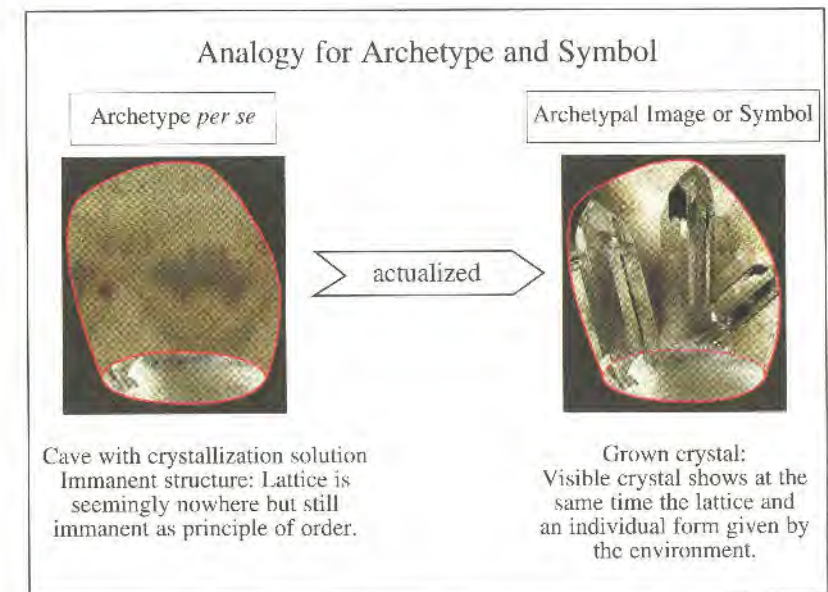 Analogy for Archetype and Symbol
Archetype per se
Archetypal Image or Symbol
actualized
Cave with crystallization solution
Immanent structure: Lattice is
seemingly nowhere but still
immanent as principle of order.
Grown crystal:
Visible crystal shows at the
same time the lattice and
an individual form given by
the environment.